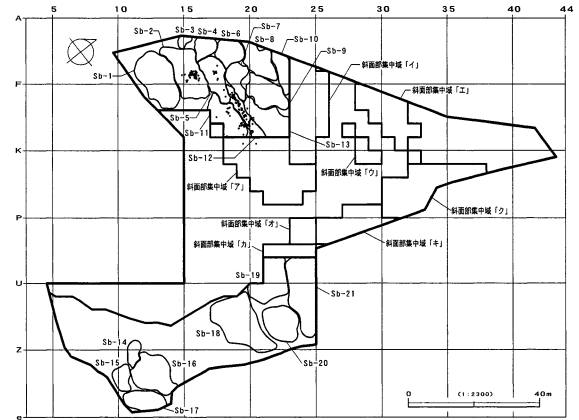 5 10 15 20 25 30 35 40 44
A
F
K
P
U
Z
Sb-1
Sb-2
Sb-3
Sb-4
Sb-6
Sb-7
Sb-8
Sb-10
Sb-9
斜面部集中域「イ」
斜面部集中域「エ」
Sb-5
Sb-11
Sb-12
Sb-13
斜面部集中域「ア」
斜面部集中域「ウ」
斜面部集中域「オ」
斜面部集中域「ク」
斜面部集中域「カ」
斜面部集中域「キ」
Sb-19
Sb-21
Sb-18
Sb-20
Sb-14
Sb-15
Sb-16
Sb-17
0 (1:2300) 40m